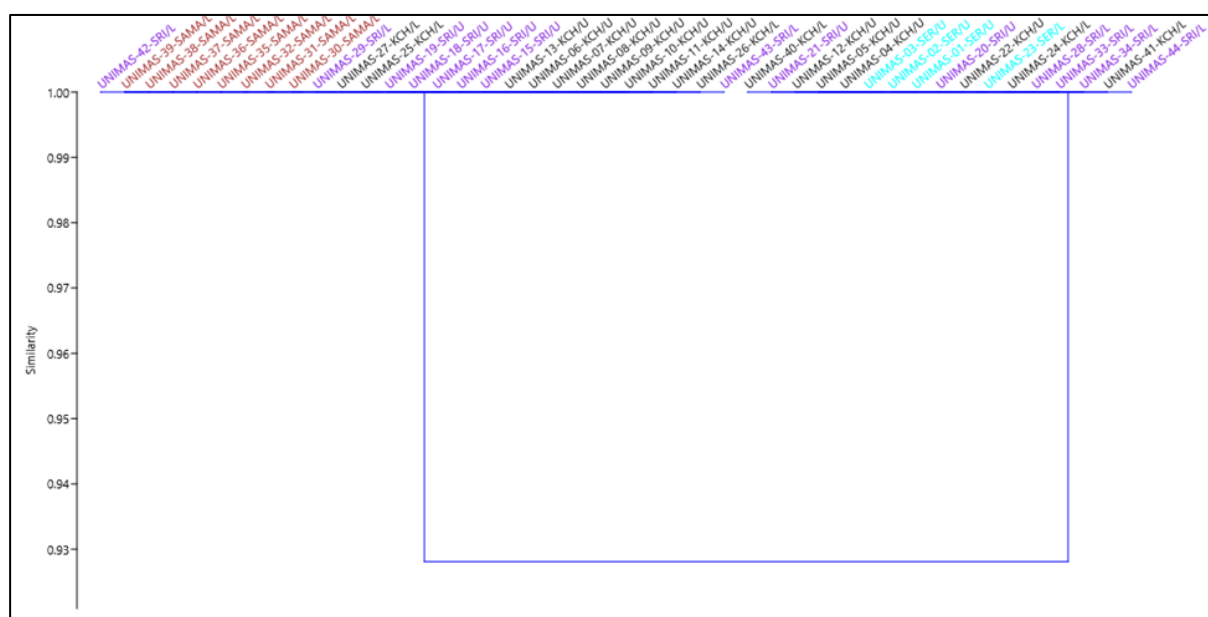 UNIMAS-42-SRI/L
UNIMAS-39-SAMA/L
UNIMAS-38-SAMA/L
UNIMAS-37-SAMA/L
UNIMAS-36-SAMA/L
UNIMAS-35-SAMA/L
UNIMAS-32-SAMA/L
UNIMAS-31-SAMA/L
UNIMAS-30-SAMA/L
UNIMAS-29-SRI/L
UNIMAS-27-KCH/L
UNIMAS-25-KCH/L
UNIMAS-19-SRI/U
UNIMAS-18-SRI/U
UNIMAS-17-SRI/U
UNIMAS-16-SRI/U
UNIMAS-15-SRI/U
UNIMAS-13-KCH/U
UNIMAS-06-KCH/U
UNIMAS-07-KCH/U
UNIMAS-08-KCH/U
UNIMAS-09-KCH/U
UNIMAS-10-KCH/U
UNIMAS-11-KCH/U
UNIMAS-14-KCH/U
UNIMAS-26-KCH/L
UNIMAS-43-SRI/L
UNIMAS-40-KCH/L
UNIMAS-21-SRI/U
UNIMAS-12-KCH/U
UNIMAS-05-KCH/U
UNIMAS-04-KCH/U
UNIMAS-03-SER/U
UNIMAS-02-SER/U
UNIMAS-01-SER/U
UNIMAS-20-SRI/U
UNIMAS-22-KCH/U
UNIMAS-23-SER/L
UNIMAS-24-KCH/L
UNIMAS-28-SRI/L
UNIMAS-33-SRI/L
UNIMAS-34-SRI/L
UNIMAS-41-KCH/L
UNIMAS-44-SRI/L
1.00
0.99
0.98
0.97
0.96
0.95
0.94
0.93
Similarity